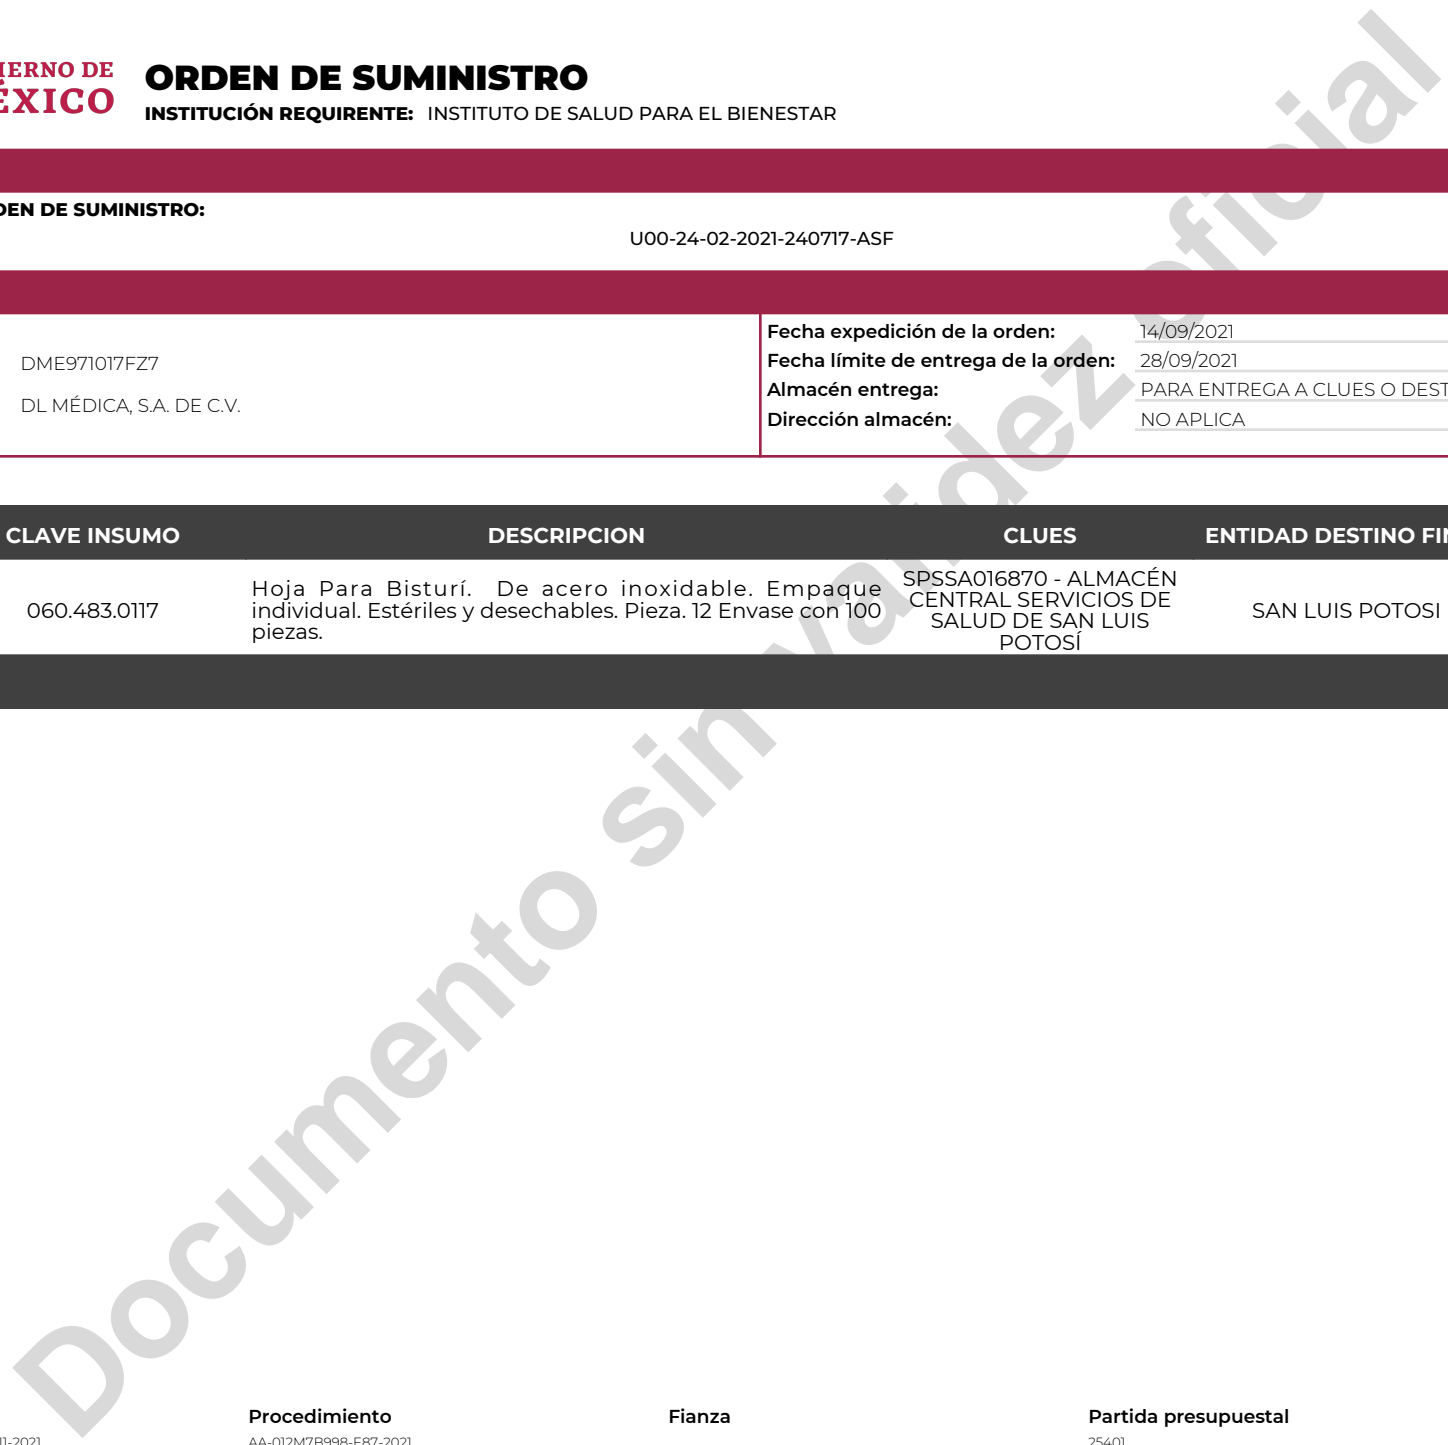 IERNO DE
ÉXICO
ORDEN DE SUMINISTRO
INSTITUCIÓN REQUIRENTE: INSTITUTO DE SALUD PARA EL BIENESTAR
DEN DE SUMINISTRO:
U00-24-02-2021-240717-ASF
DME971017FZ7
DL MÉDICA, S.A. DE C.V.
Fecha expedición de la orden: 14/09/2021
Fecha límite de entrega de la orden: 28/09/2021
Almacén entrega: PARA ENTREGA A CLUES O DEST
Dirección almacén: NO APLICA
CLAVE INSUMO DESCRIPCION CLUES ENTIDAD DESTINO FIN
060.483.0117
Hoja Para Bisturí. De acero inoxidable. Empaque
individual. Estériles y desechables. Pieza. 12 Envase con 100
piezas.
SPSSA016870 - ALMACÉN
CENTRAL SERVICIOS DE
SALUD DE SAN LUIS
POTOSÍ
SAN LUIS POTOSI
Documento sin validez oficial
Procedimiento Fianza Partida presupuestal
11-2021 AA-012M7B998-E87-2021 25401